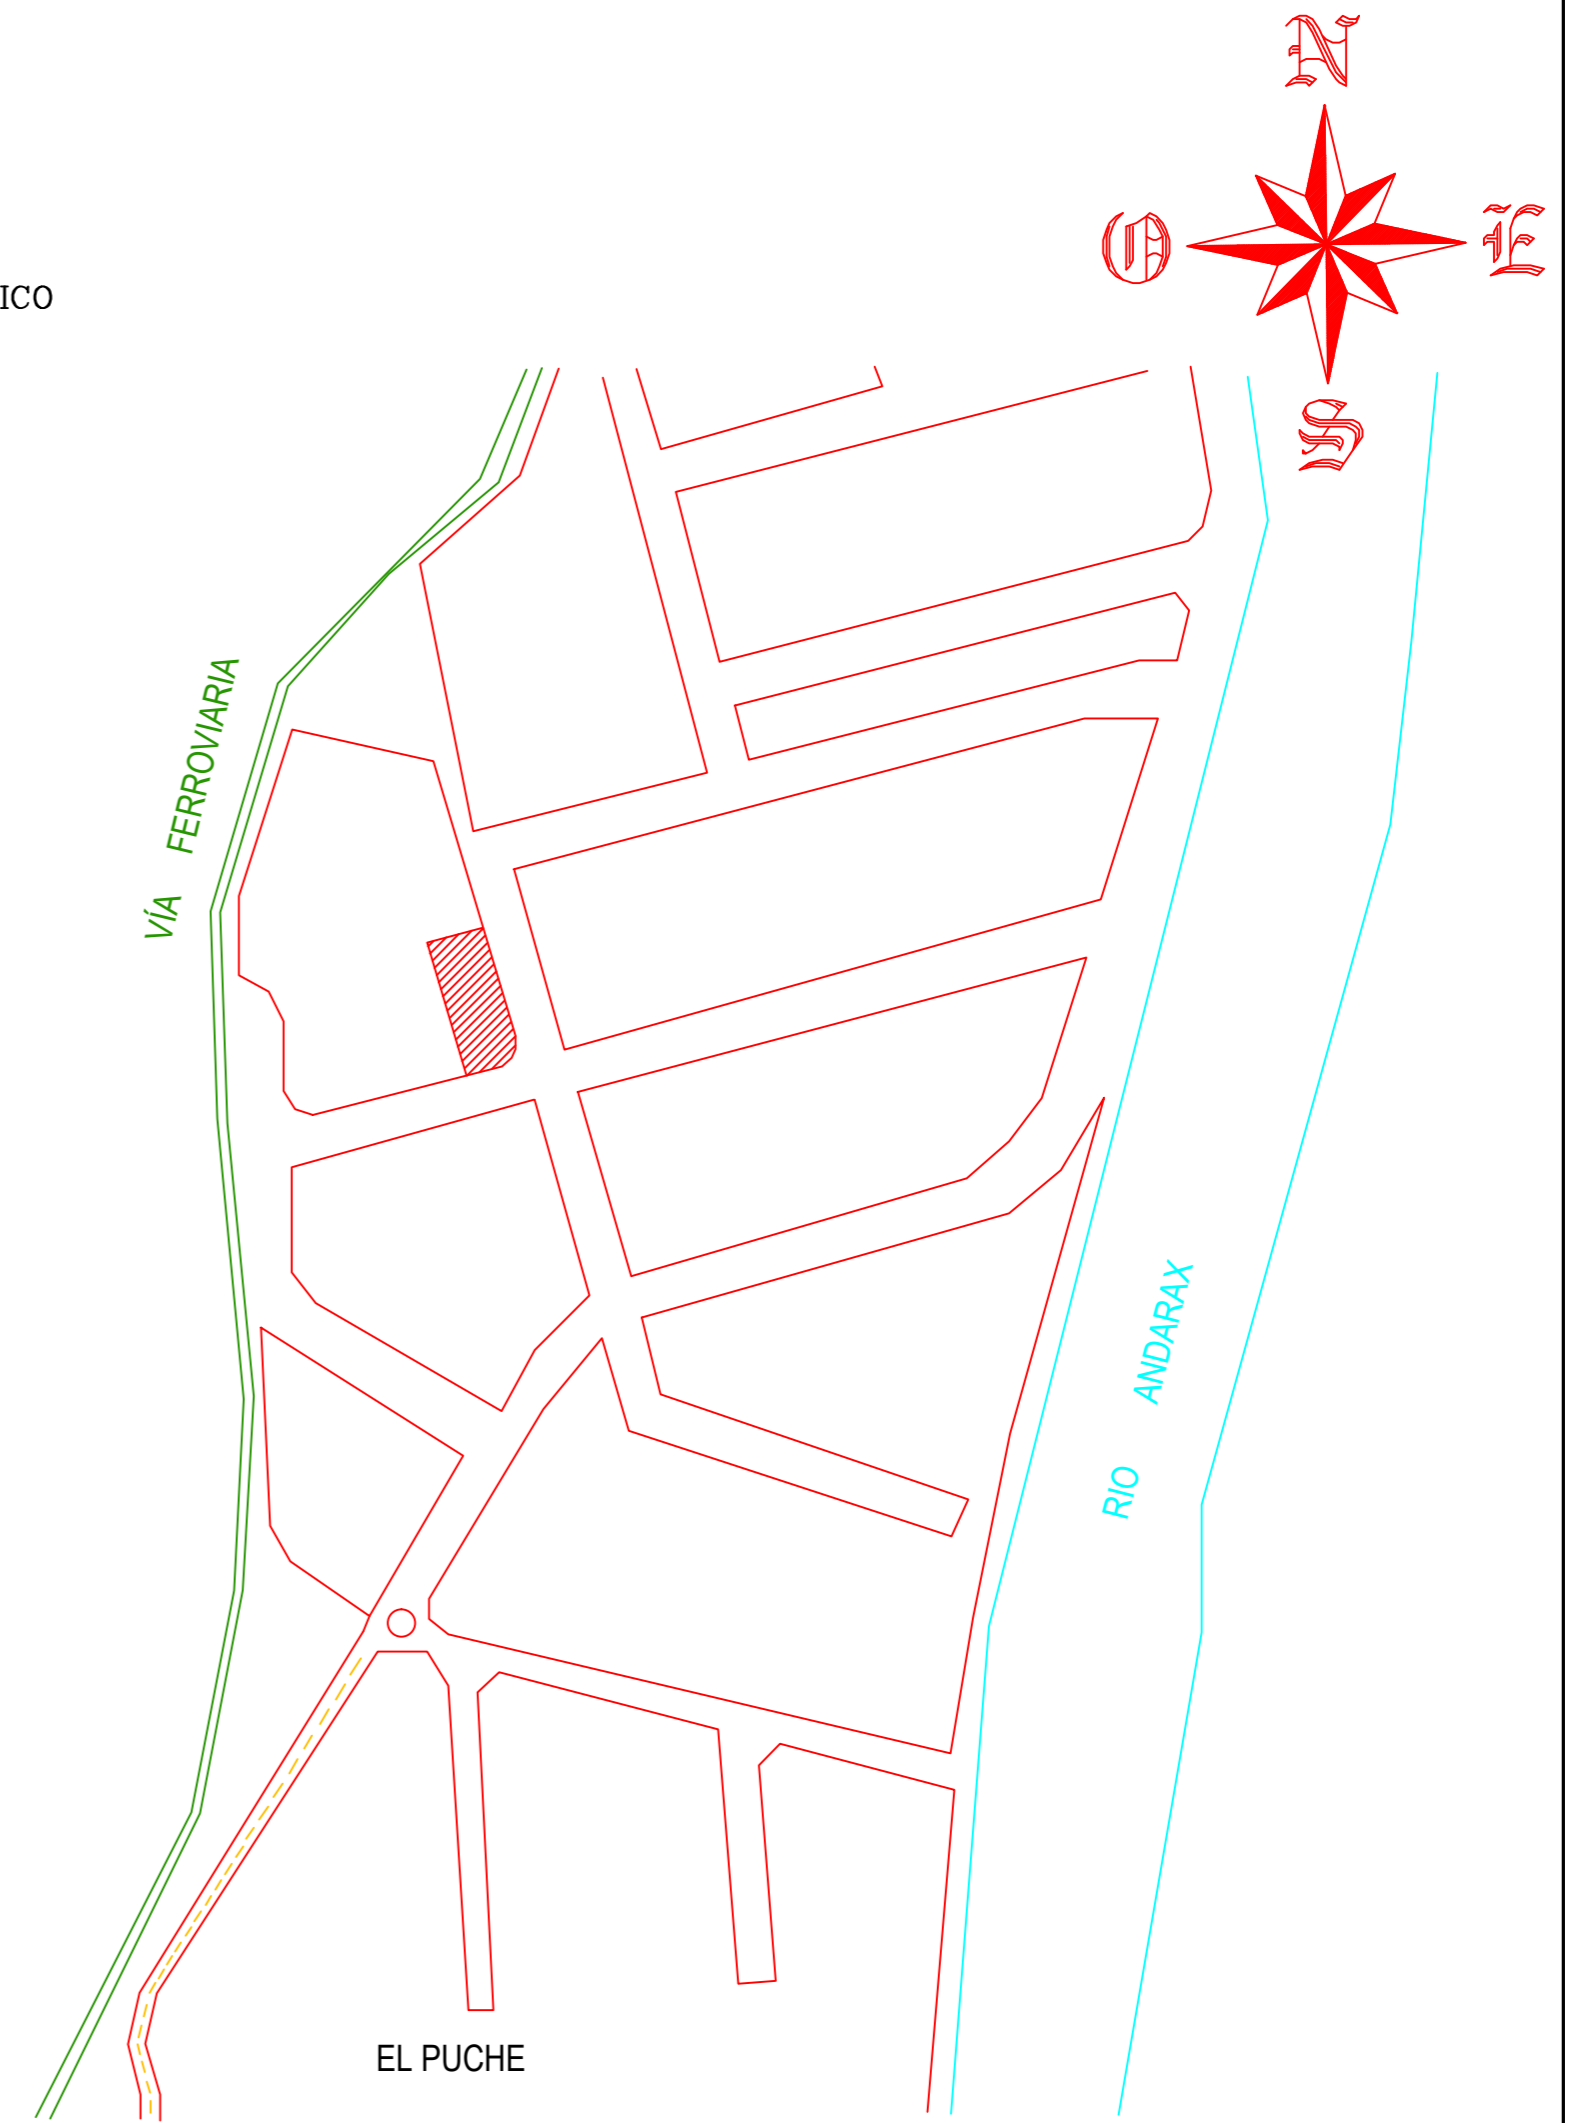 N
O
E
ICO
S
VÍA FERROVIARIA
RIO ANDARAX
EL PUCHE